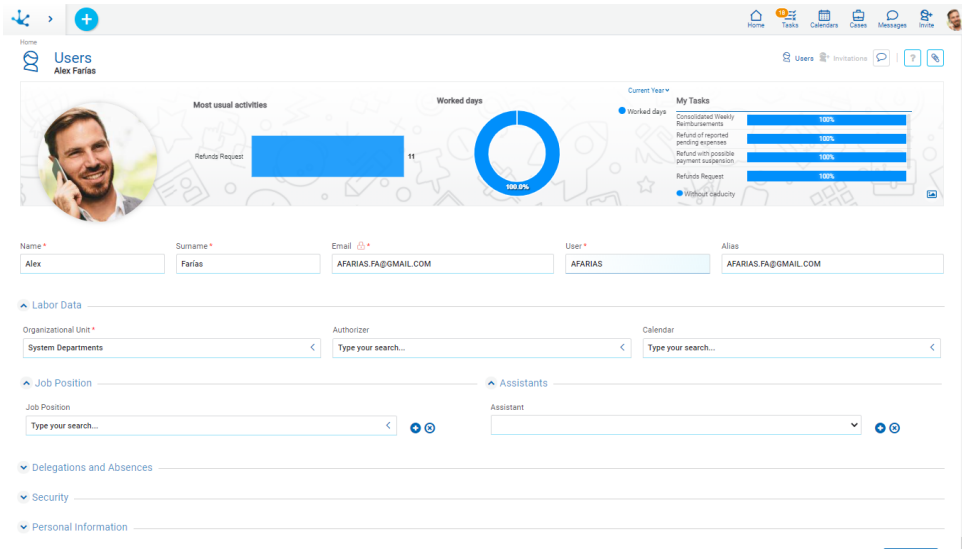 18
Home
Tasks
Calendars
Cases
Messages
Invite
Home
Users
Alex Farías
Users
Invitations
?
Most usual activities
Refunds Request
11
Worked days
100.0%
Current Year
Worked days
My Tasks
Consolidated Weekly
Reimbursements
100%
Refund of reported
pending expenses
100%
Refund with possible
payment suspension
100%
Refunds Request
100%
Without caducity
Name *
Surname *
Email *
User *
Alias
Alex
Farías
AFARIAS.FA@GMAIL.COM
AFARIAS
AFARIAS.FA@GMAIL.COM
Labor Data
Organizational Unit *
Authorizer
Calendar
System Departments
Type your search...
Type your search...
Job Position
Assistants
Job Position
Assistant
Type your search...
Delegations and Absences
Security
Personal Information